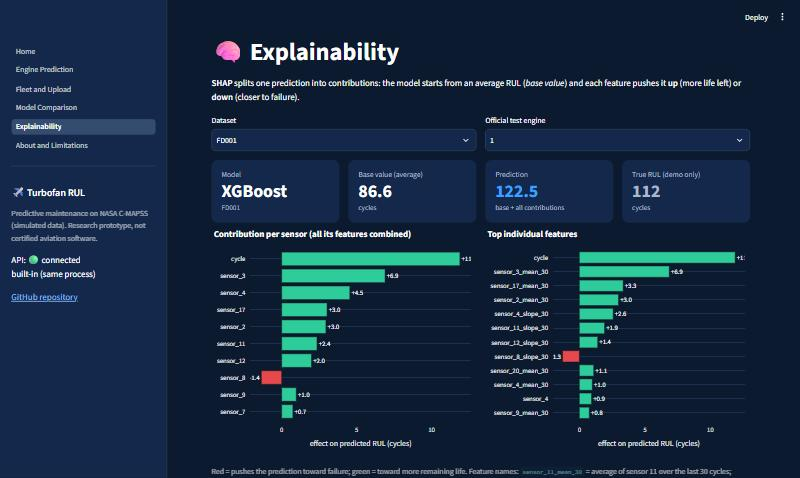 Deploy
Home
Engine Prediction
Fleet and Upload
Model Comparison
Explainability
About and Limitations
Turbofan RUL
Predictive maintenance on NASA C-MAPSS
(simulated data). Research prototype, not
certified aviation software.
API: connected
built-in (same process)
GitHub repository
Explainability
SHAP splits one prediction into contributions: the model starts from an average RUL (base value) and each feature pushes it up (more life left) or
down (closer to failure).
Dataset
FD001
Official test engine
1
Model
XGBoost
FD001
Base value (average)
86.6
cycles
Prediction
122.5
base + all contributions
True RUL (demo only)
112
cycles
Contribution per sensor (all its features combined)
cycle +11
sensor_3 +6.9
sensor_4 +4.5
sensor_17 +3.0
sensor_2 +3.0
sensor_11 +2.4
sensor_12 +2.0
sensor_8 -1.4
sensor_9 +1.0
sensor_7 +0.7
0 5 10
effect on predicted RUL (cycles)
Top individual features
cycle
sensor_3_mean_30 +6.9
sensor_17_mean_30 +3.3
sensor_2_mean_30 +3.0
sensor_4_slope_30 +2.6
sensor_11_slope_30 +1.9
sensor_12_slope_30 +1.4
sensor_8_slope_30 1.3
sensor_20_mean_30 +1.1
sensor_4_mean_30 +1.0
sensor_4 +0.9
sensor_9_mean_30 +0.8
0 5 10
effect on predicted RUL (cycles)
Red = pushes the prediction toward failure; green = toward more remaining life. Feature names: sensor_11_mean_30 = average of sensor 11 over the last 30 cycles;